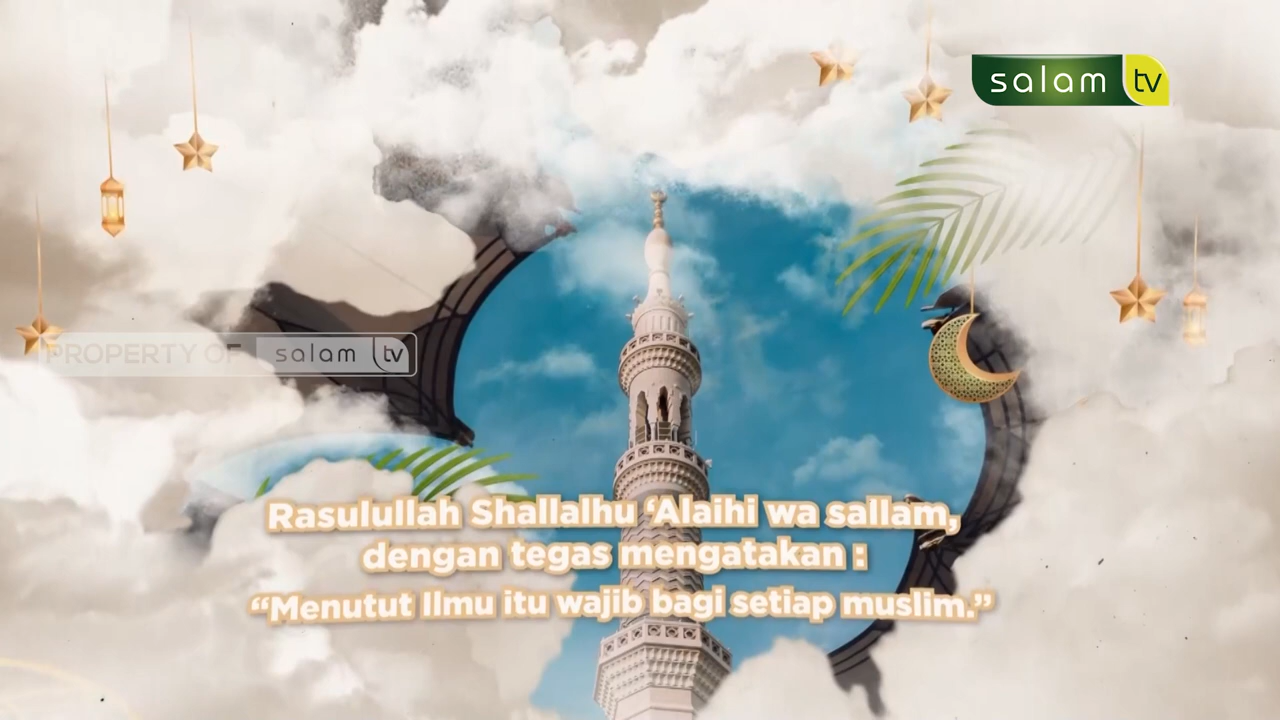 salam tv
PROPERTY OF salam tv
Rasulullah Shallalhu ‘Alaihi wa sallam,
dengan tegas mengatakan :
“Menutut Ilmu itu wajib bagi setiap muslim.”